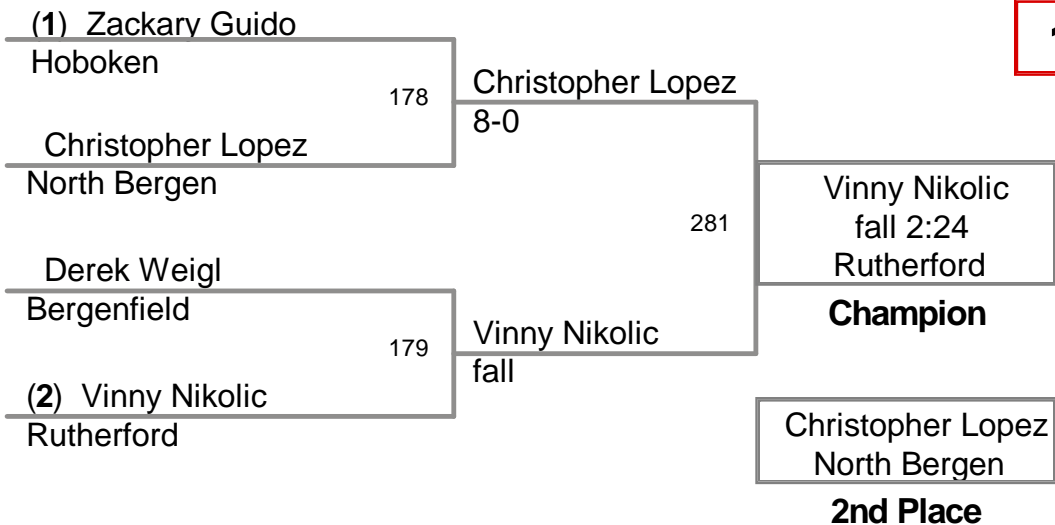 (1) Zackary Guido
Hoboken
178
Christopher Lopez
8-0
Christopher Lopez
North Bergen
281
Vinny Nikolic
fall 2:24
Rutherford
Champion
Derek Weigl
Bergenfield
179
Vinny Nikolic
fall
(2) Vinny Nikolic
Rutherford
Christopher Lopez
North Bergen
2nd Place